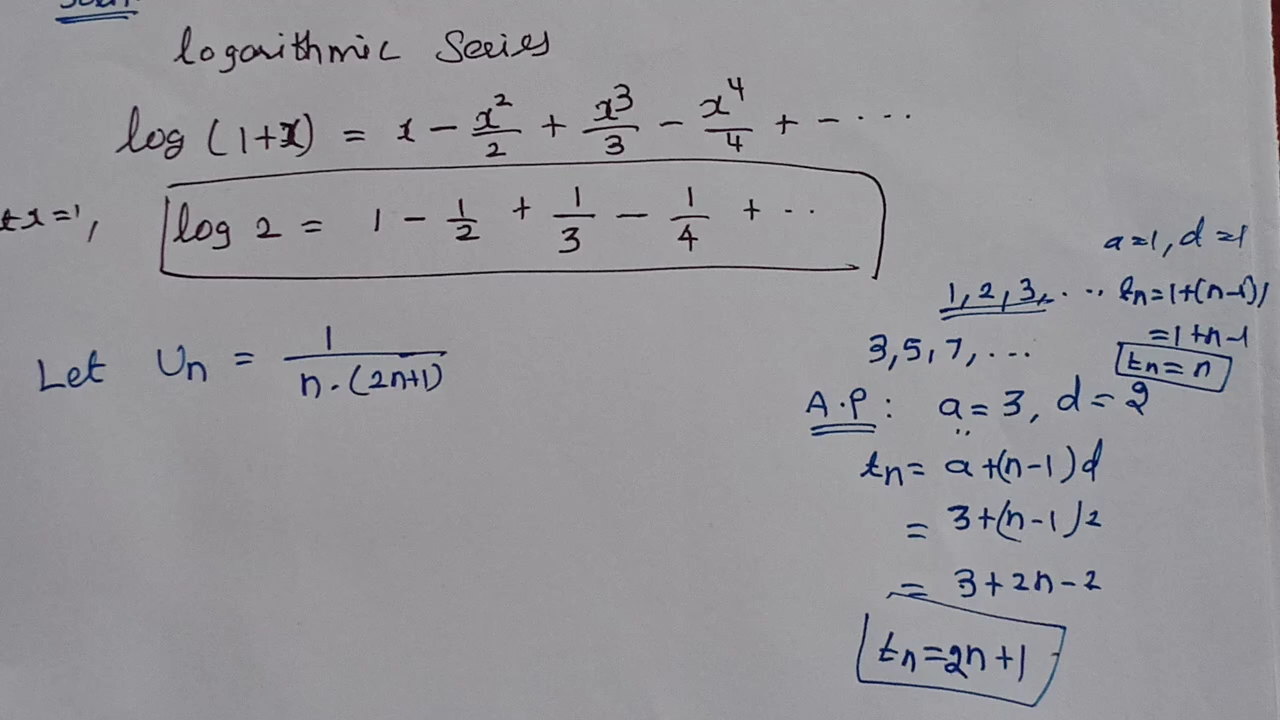 logarithmic Series
log (1+x) = x - x²/2 + x³/3 - x⁴/4 + - ....
x=1,
log 2 = 1 - 1/2 + 1/3 - 1/4 + ..
a=1, d=1
1, 2, 3, ... tn=1+(n-1)1
=1+n-1
3, 5, 7, ...
tn=n
Let Un = 1/(n.(2n+1))
A.P: a=3, d=2
tn= a+(n-1)d
= 3+(n-1)2
= 3+2n-2
tn=2n+1